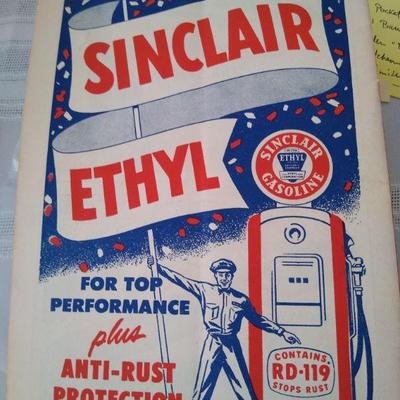 SINCLAIR
ETHYL
SINCLAIR
ETHYL
GASOLINE
FOR TOP
PERFORMANCE
plus
ANTI-RUST
PROTECTION
CONTAINS
RD-119
STOPS RUST